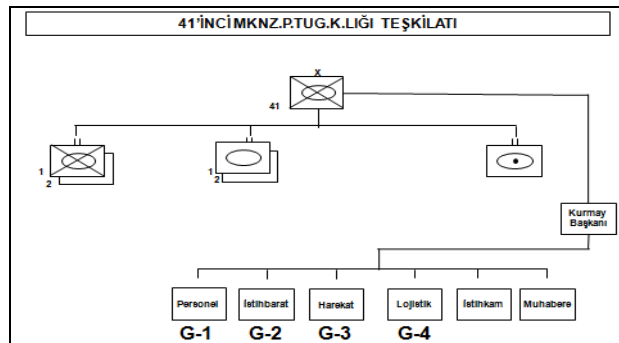 41'İNCİ MKNZ.P.TUG.K.LIĞI TEŞKİLATI
X
41
1
2
1
2
Kurmay
Başkanı
Personel İstihbarat Harekat Lojistik İstihkam Muhabere
G-1 G-2 G-3 G-4